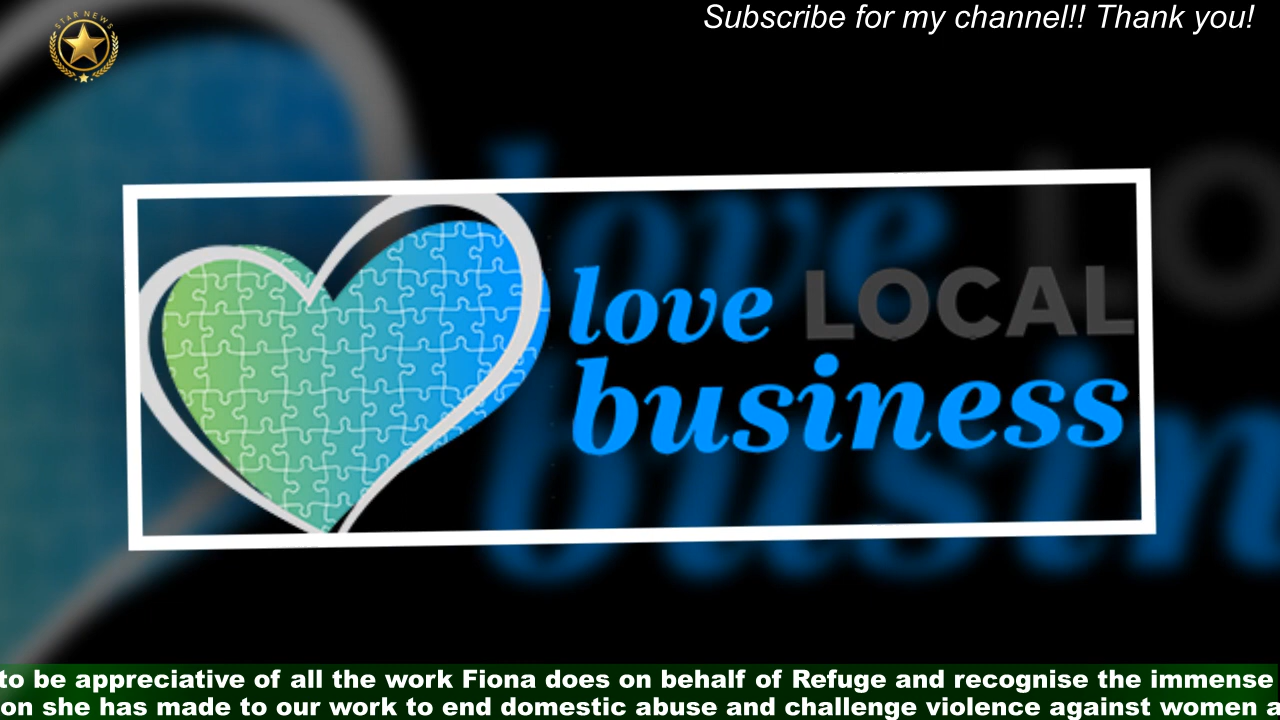 STAR NEWS
Subscribe for my channel!! Thank you!
love LOCAL
business
to be appreciative of all the work Fiona does on behalf of Refuge and recognise the immense
on she has made to our work to end domestic abuse and challenge violence against women a